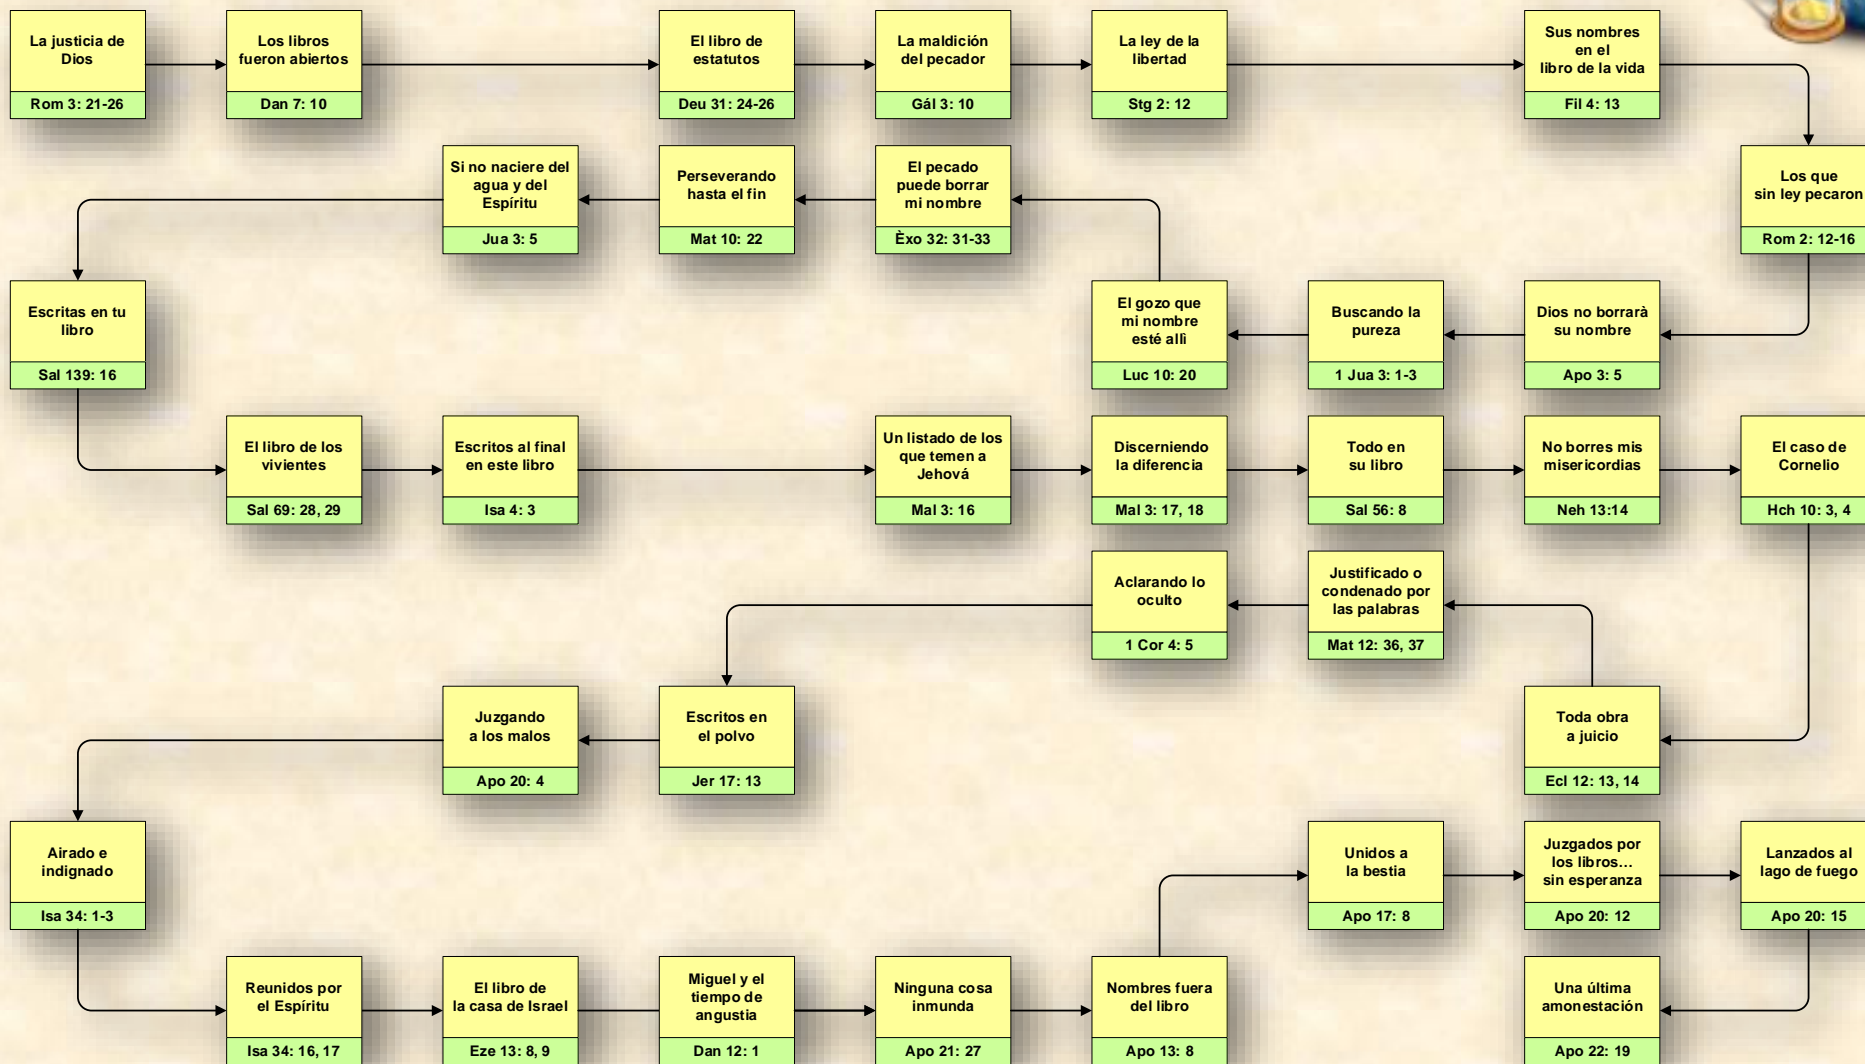 La justicia de
Dios
Rom 3: 21-26
Los libros
fueron abiertos
Dan 7: 10
El libro de
estatutos
Deu 31: 24-26
La maldición
del pecador
Gál 3: 10
La ley de la
libertad
Stg 2: 12
Sus nombres
en el
libro de la vida
Fil 4: 13
Los que
sin ley pecaron
Rom 2: 12-16
Dios no borrarà
su nombre
Apo 3: 5
Buscando la
pureza
1 Jua 3: 1-3
El gozo que
mi nombre
esté allì
Luc 10: 20
El pecado
puede borrar
mi nombre
Èxo 32: 31-33
Perseverando
hasta el fin
Mat 10: 22
Si no naciere del
agua y del
Espíritu
Jua 3: 5
Escritas en tu
libro
Sal 139: 16
El libro de los
vivientes
Sal 69: 28, 29
Escritos al final
en este libro
Isa 4: 3
Un listado de los
que temen a
Jehová
Mal 3: 16
Discerniendo
la diferencia
Mal 3: 17, 18
Todo en
su libro
Sal 56: 8
No borres mis
misericordias
Neh 13:14
El caso de
Cornelio
Hch 10: 3, 4
Toda obra
a juicio
Ecl 12: 13, 14
Justificado o
condenado por
las palabras
Mat 12: 36, 37
Aclarando lo
oculto
1 Cor 4: 5
Escritos en
el polvo
Jer 17: 13
Juzgando
a los malos
Apo 20: 4
Airado e
indignado
Isa 34: 1-3
Reunidos por
el Espíritu
Isa 34: 16, 17
El libro de
la casa de Israel
Eze 13: 8, 9
Miguel y el
tiempo de
angustia
Dan 12: 1
Ninguna cosa
inmunda
Apo 21: 27
Nombres fuera
del libro
Apo 13: 8
Unidos a
la bestia
Apo 17: 8
Juzgados por
los libros...
sin esperanza
Apo 20: 12
Lanzados al
lago de fuego
Apo 20: 15
Una última
amonestación
Apo 22: 19